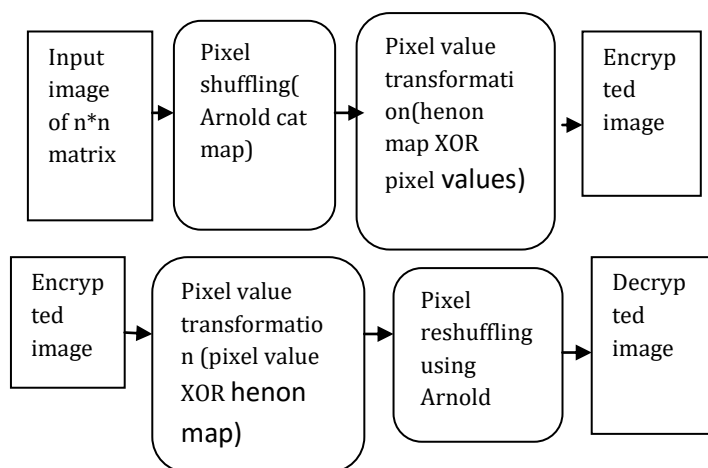 Input
image
of n*n
matrix
Pixel
shuffling(
Arnold cat
map)
Pixel value
transformati
on(henon
map XOR
pixel values)
Encryp
ted
image
Encryp
ted
image
Pixel value
transformatio
n (pixel value
XOR henon
map)
Pixel
reshuffling
using
Arnold
Decryp
ted
image